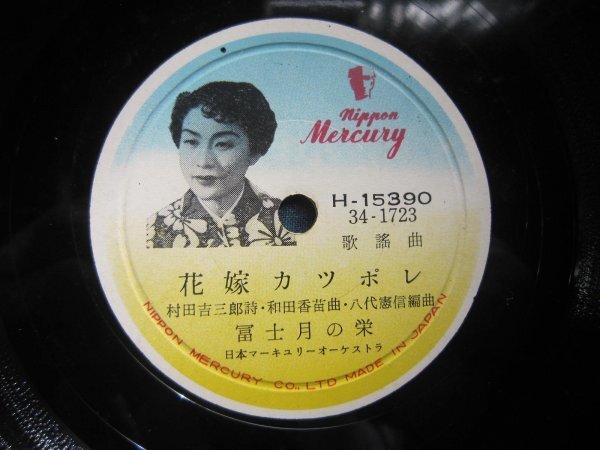 Nippon
Mercury
H-15390
34-1723
歌謡曲
花嫁カツポレ
村田吉三郎詩・和田香苗曲・八代憲信編曲
冨士月の栄
日本マーキユリーオーケストラ
NIPPON MERCURY CO., LTD MADE IN JAPAN